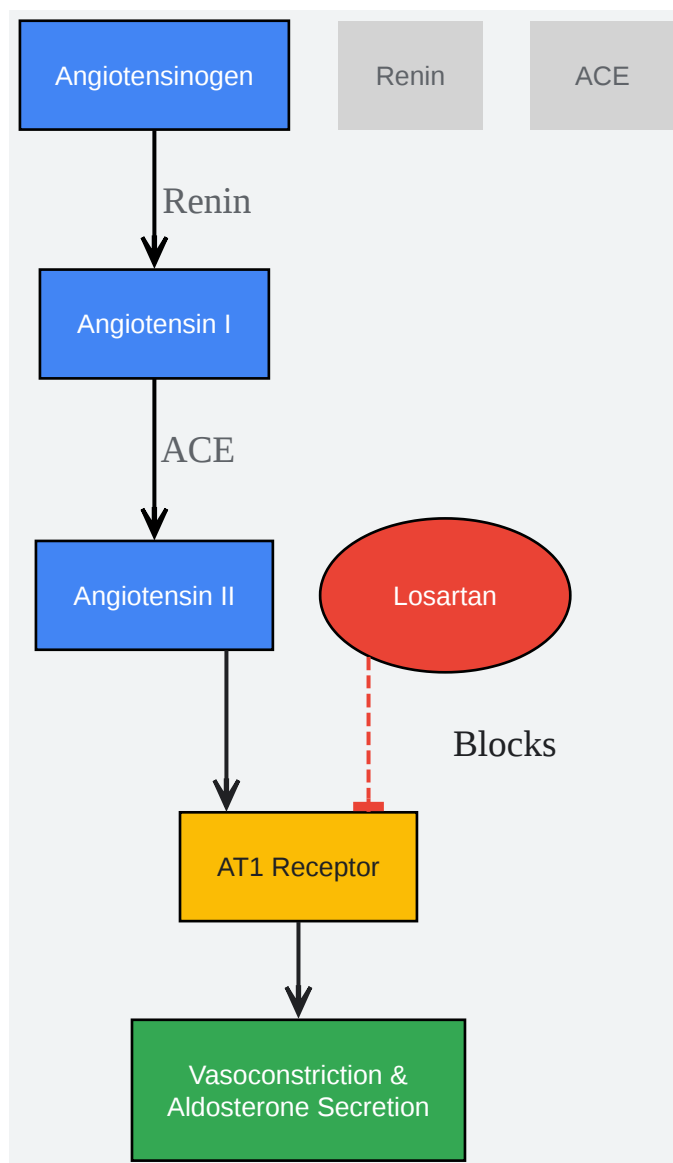 Angiotensinogen
Renin
ACE
Renin
Angiotensin I
ACE
Angiotensin II
Losartan
Blocks
AT1 Receptor
Vasoconstriction &
Aldosterone Secretion